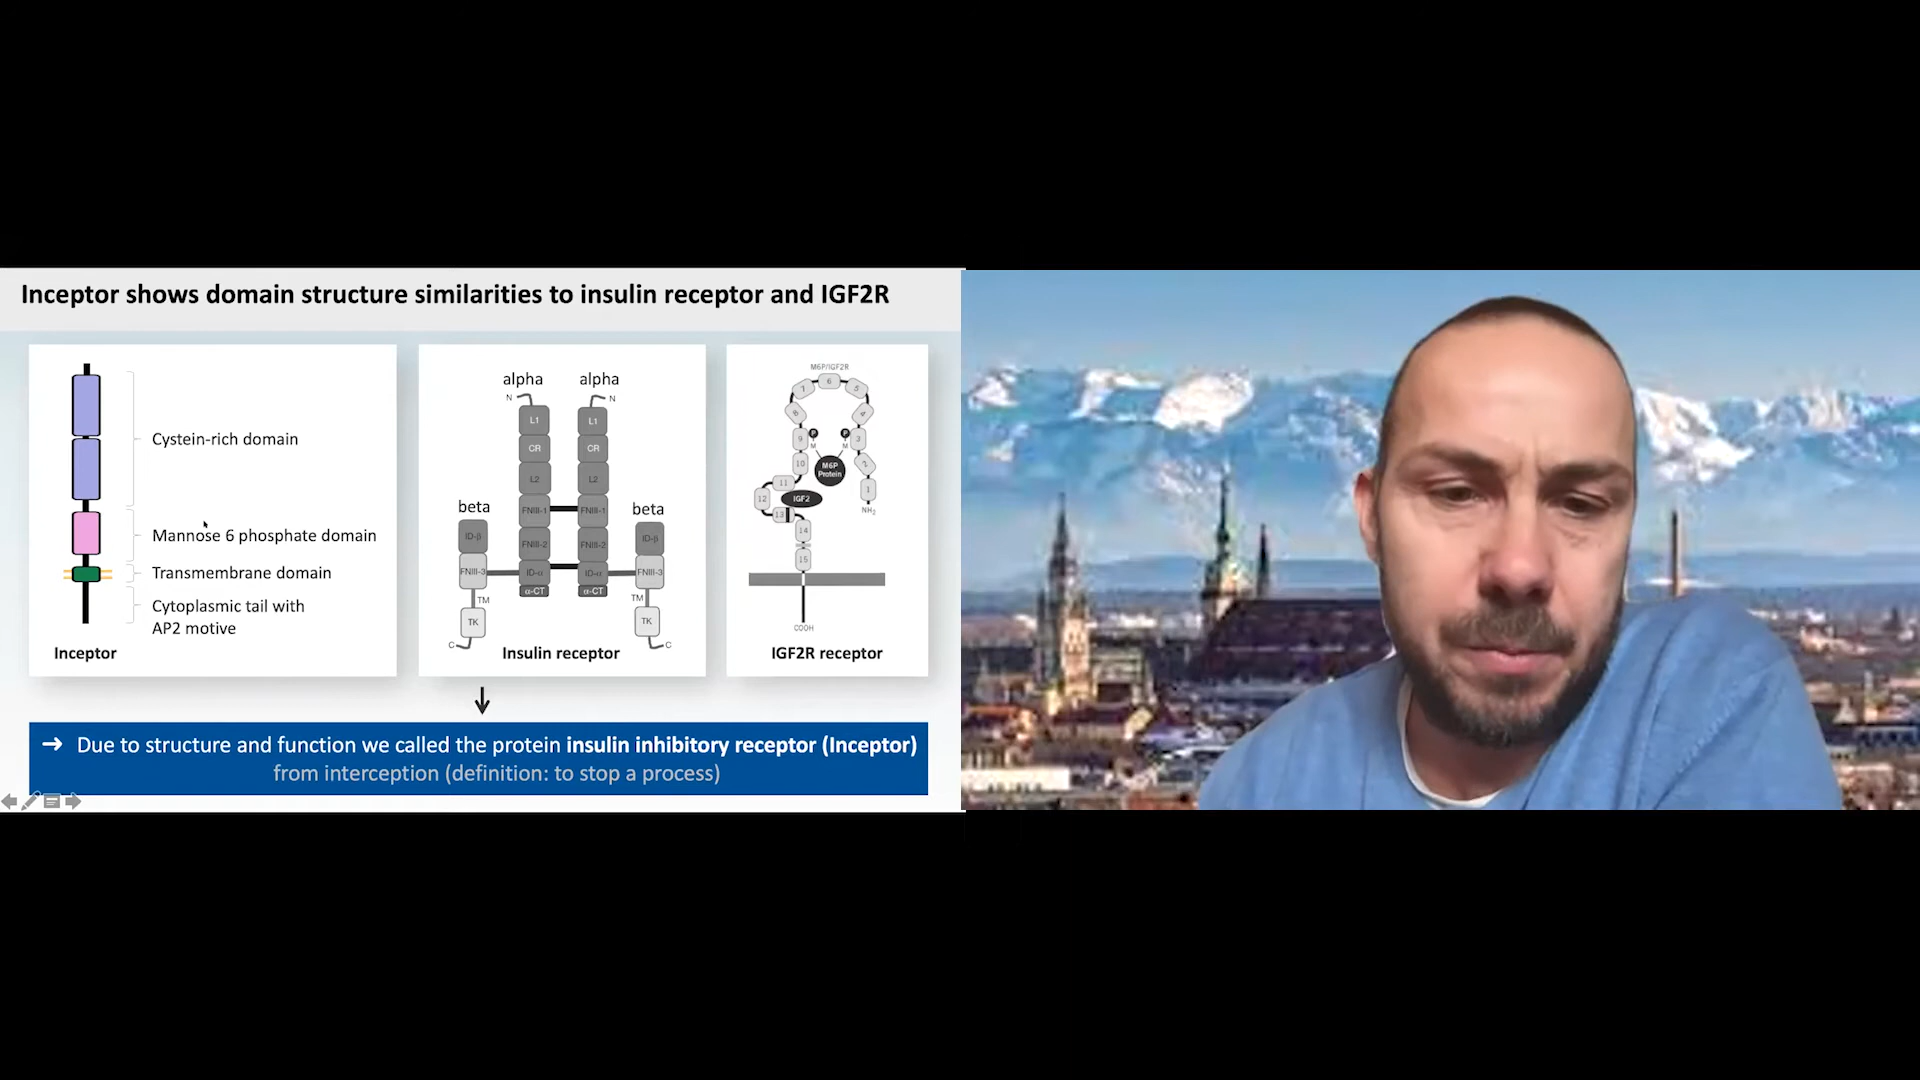 Inceptor shows domain structure similarities to insulin receptor and IGF2R
Cystein-rich domain
Mannose 6 phosphate domain
Transmembrane domain
Cytoplasmic tail with
AP2 motive
Inceptor
alpha
alpha
N
N
L1
L1
CR
CR
L2
L2
beta
beta
FNIII-1
FNIII-1
ID-β
FNIII-2
FNIII-2
ID-β
FNIII-3
ID-α
ID-α
FNIII-3
α-CT
α-CT
TM
TM
TK
TK
C
C
Insulin receptor
M6P/IGF2R
7
6
5
8
4
P
P
9
M
M
3
M6P
Protein
10
2
11
1
12
IGF2
NH2
13
14
15
COOH
IGF2R receptor
→ Due to structure and function we called the protein insulin inhibitory receptor (Inceptor)
from interception (definition: to stop a process)